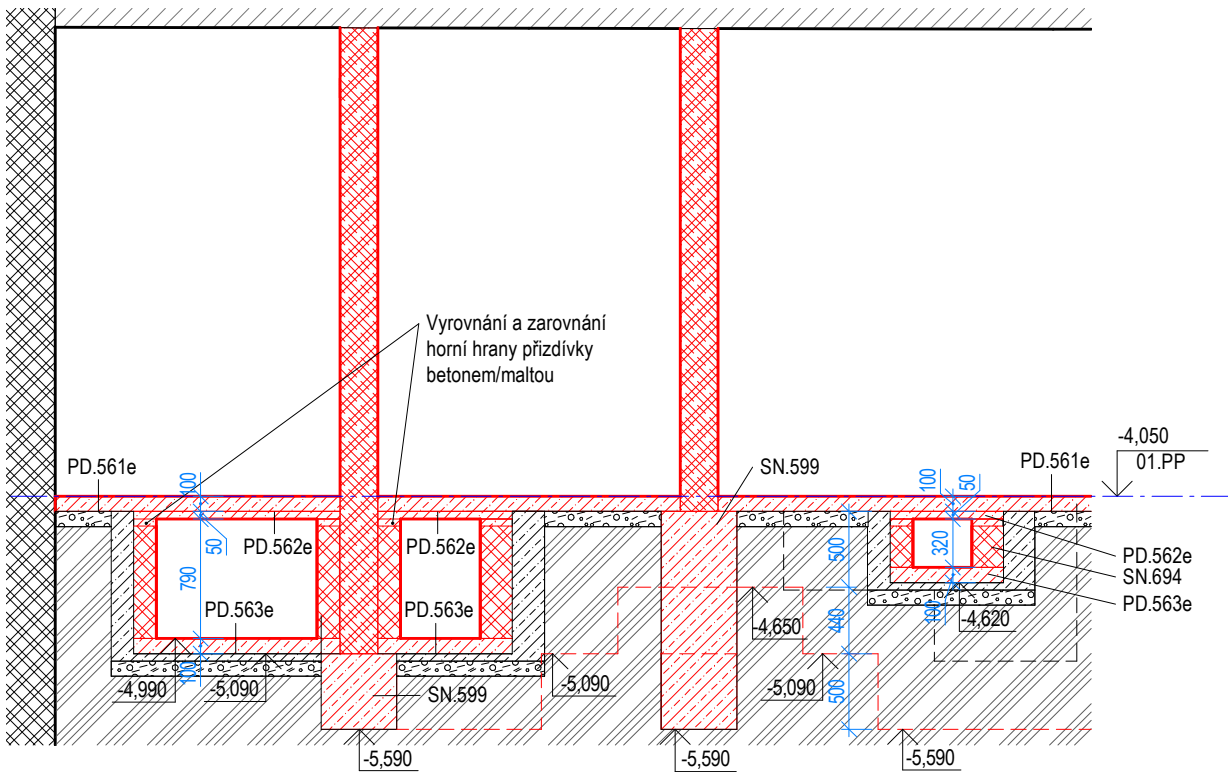 Vyrovnání a zarovnání
horní hrany přizdívky
betonem/maltou
PD.561e
100
SN.599
PD.561e
100
50
-4,050
01.PP
50
790
100
PD.562e
PD.562e
PD.563e
PD.563e
500
440
500
320
100
PD.562e
SN.694
PD.563e
-4,620
-4,650
-4,990
-5,090
SN.599
-5,090
-5,090
-5,590
-5,590
-5,590